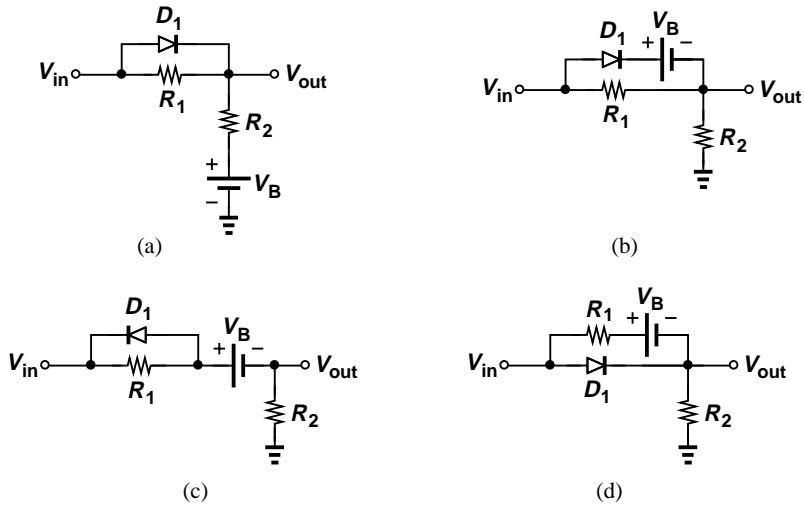 D1
Vin
R1
Vout
R2
+
VB
−
(a)
D1
+
VB
−
Vin
R1
Vout
R2
(b)
D1
VB
+
−
Vin
R1
Vout
R2
(c)
R1
VB
+
−
Vin
D1
Vout
R2
(d)